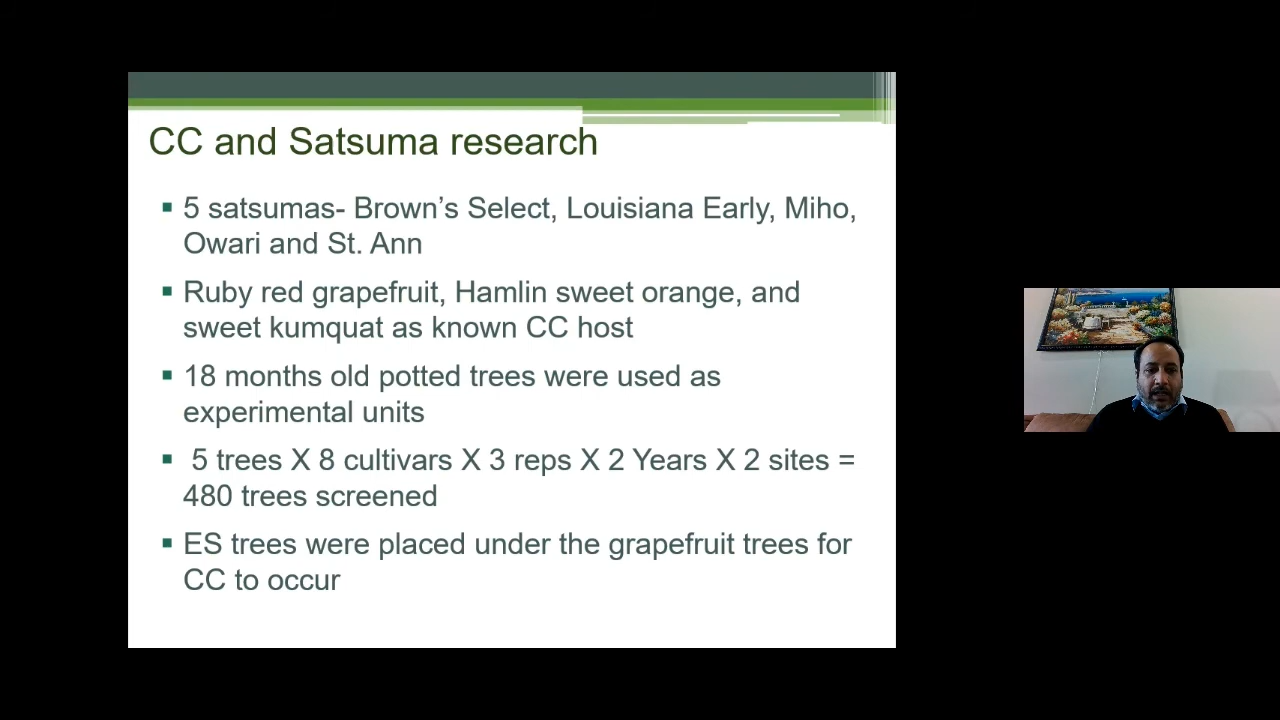 CC and Satsuma research
5 satsumas- Brown's Select, Louisiana Early, Miho,
Owari and St. Ann
Ruby red grapefruit, Hamlin sweet orange, and
sweet kumquat as known CC host
18 months old potted trees were used as
experimental units
5 trees X 8 cultivars X 3 reps X 2 Years X 2 sites =
480 trees screened
ES trees were placed under the grapefruit trees for
CC to occur